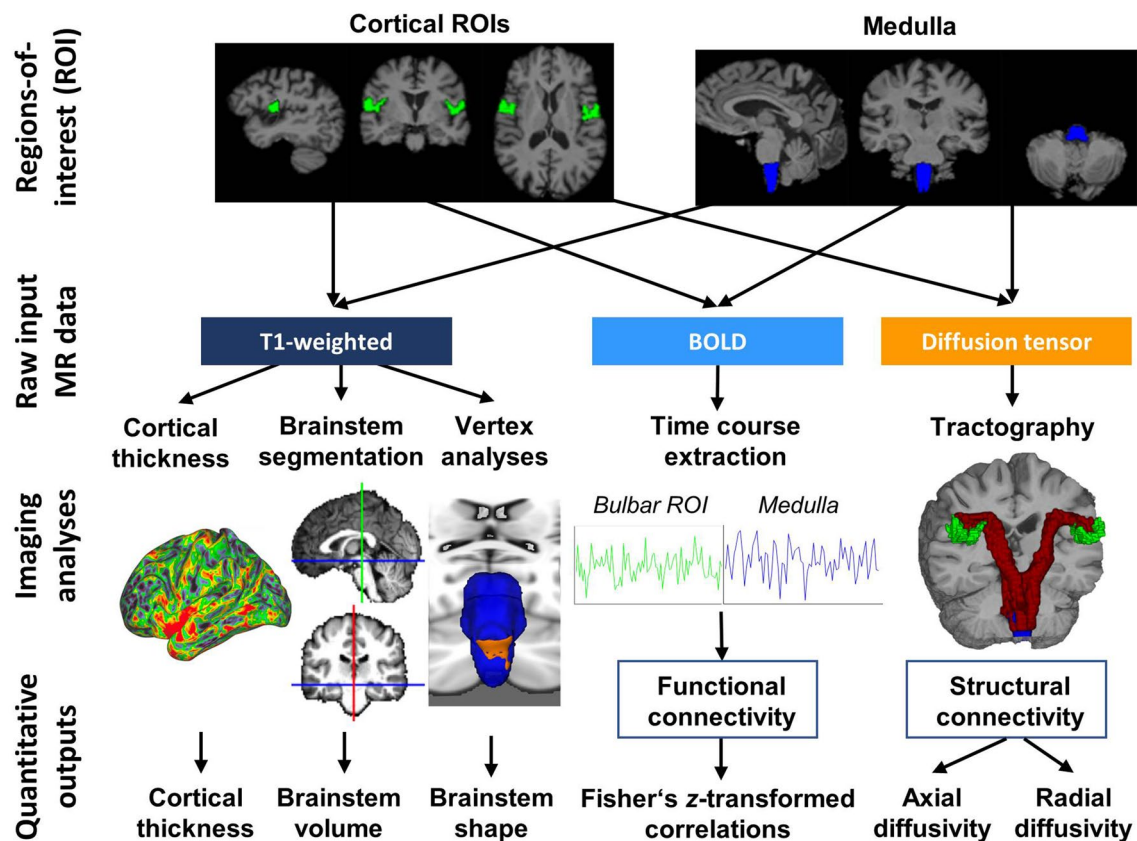 Cortical ROIs
Medulla
Regions-of-
interest (ROI)
Raw input
MR data
T1-weighted
BOLD
Diffusion tensor
Cortical
thickness
Brainstem
segmentation
Vertex
analyses
Time course
extraction
Tractography
Imaging
analyses
Bulbar ROI
Medulla
Functional
connectivity
Structural
connectivity
Quantitative
outputs
Cortical
thickness
Brainstem
volume
Brainstem
shape
Fisher‘s z-transformed
correlations
Axial
diffusivity
Radial
diffusivity